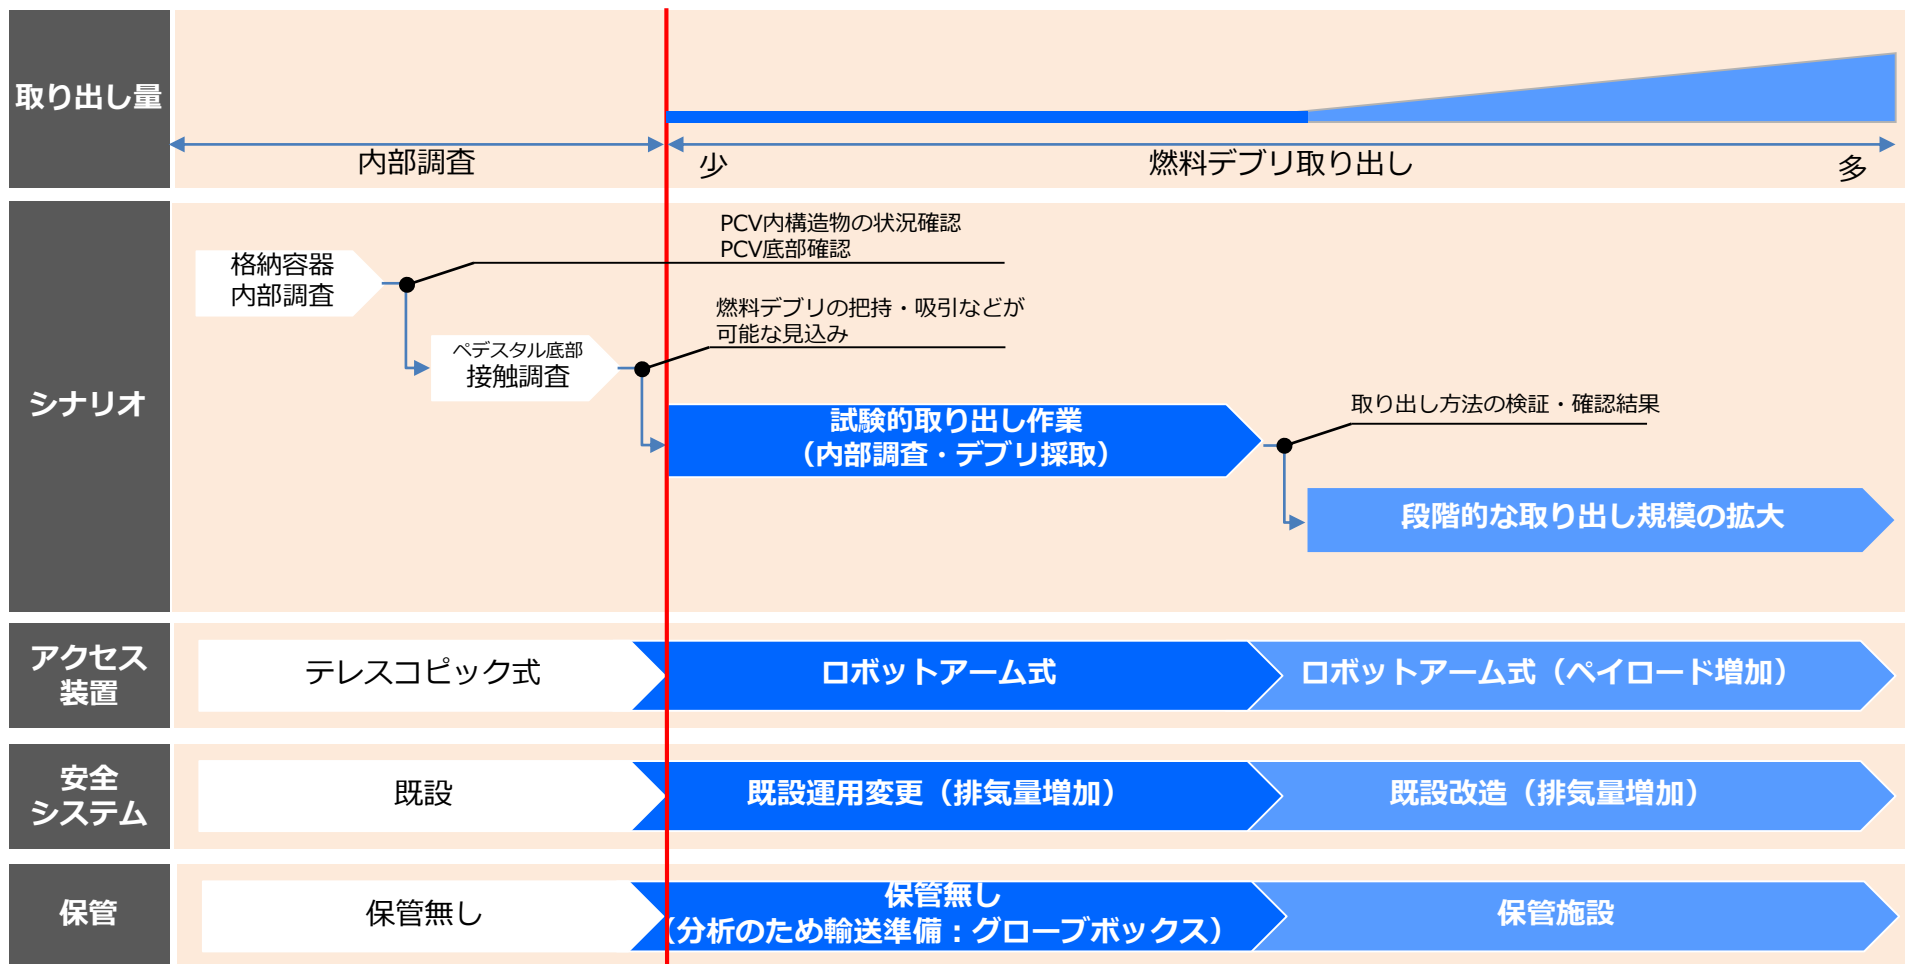 取り出し量
内部調査
少
燃料デブリ取り出し
多
シナリオ
格納容器
内部調査
PCV内構造物の状況確認
PCV底部確認
ペデスタル底部
接触調査
燃料デブリの把持・吸引などが
可能な見込み
試験的取り出し作業
（内部調査・デブリ採取）
取り出し方法の検証・確認結果
段階的な取り出し規模の拡大
アクセス
装置
テレスコピック式
ロボットアーム式
ロボットアーム式（ペイロード増加）
安全
システム
既設
既設運用変更（排気量増加）
既設改造（排気量増加）
保管
保管無し
保管無し
（分析のため輸送準備：グローブボックス）
保管施設